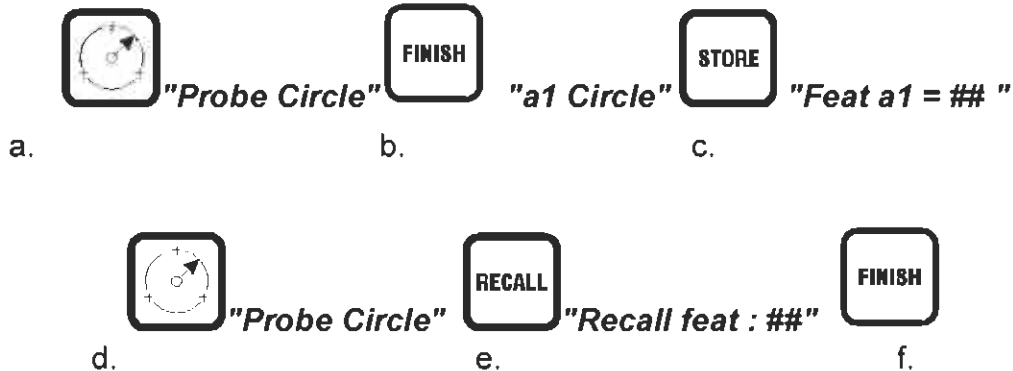 FINISH STORE
"Probe Circle" "a1 Circle" "Feat a1 = ## "
a. b. c.
RECALL FINISH
"Probe Circle" "Recall feat : ##"
d. e. f.